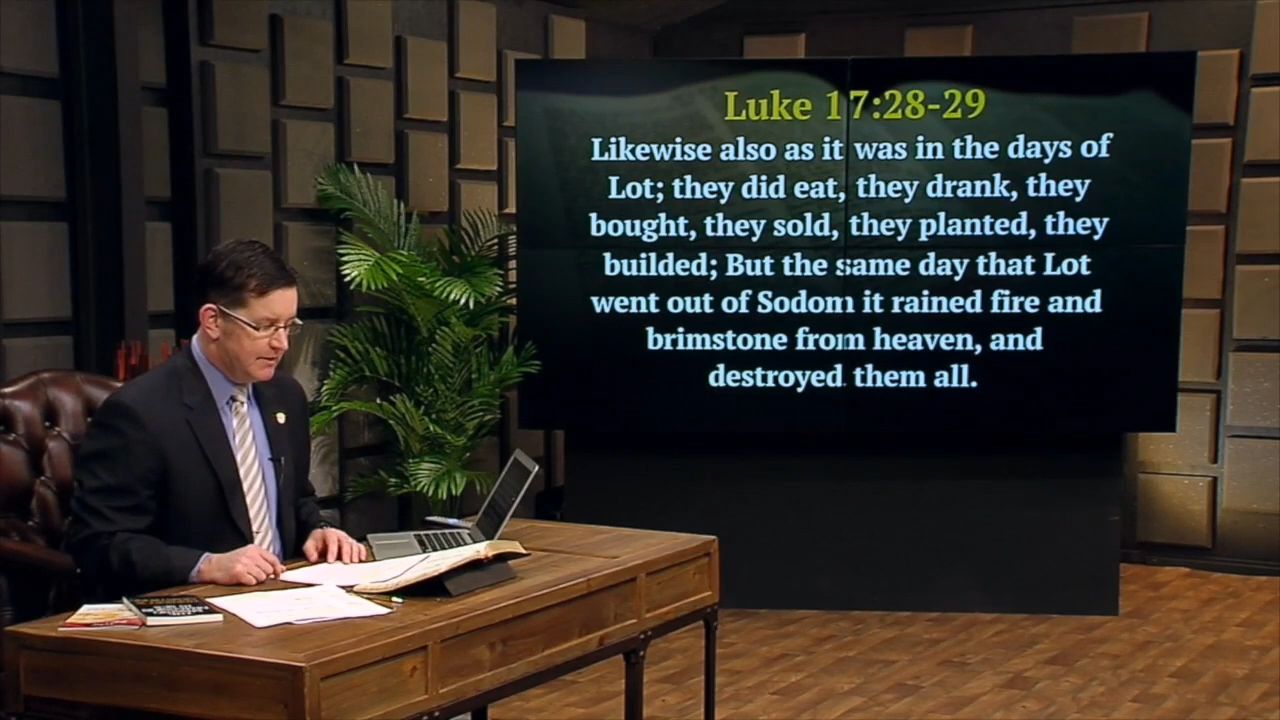 Luke 17:28-29
Likewise also as it was in the days of
Lot; they did eat, they drank, they
bought, they sold, they planted, they
builded; But the same day that Lot
went out of Sodom it rained fire and
brimstone from heaven, and
destroyed them all.